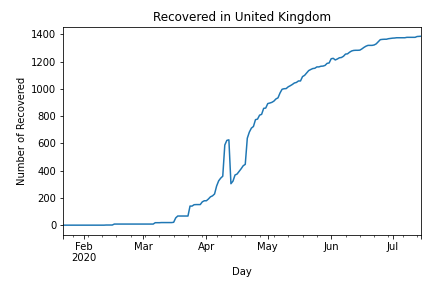 Recovered in United Kingdom
Number of Recovered
1400
1200
1000
800
600
400
200
0
Feb
2020
Mar
Apr
May
Jun
Jul
Day